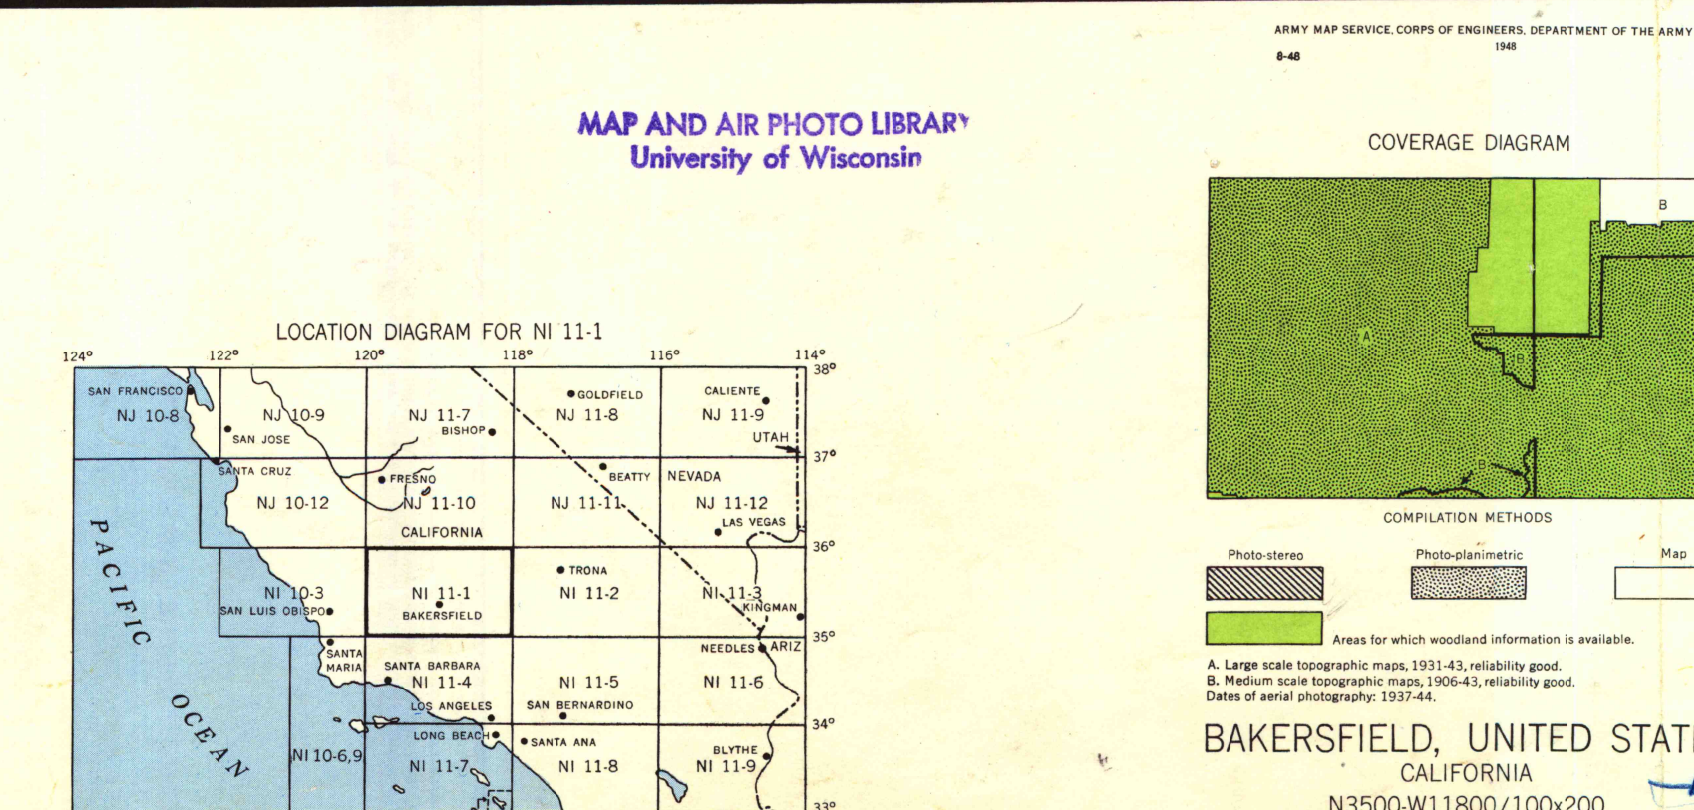 ARMY MAP SERVICE, CORPS OF ENGINEERS, DEPARTMENT OF THE ARMY
1948
8-48
MAP AND AIR PHOTO LIBRARY
University of Wisconsin
COVERAGE DIAGRAM
B
A
B
B
COMPILATION METHODS
Photo-stereo
Photo-planimetric
Map
Areas for which woodland information is available.
A. Large scale topographic maps, 1931-43, reliability good.
B. Medium scale topographic maps, 1906-43, reliability good.
Dates of aerial photography: 1937-44.
BAKERSFIELD, UNITED STAT
CALIFORNIA
N3500-W11800/100x200
LOCATION DIAGRAM FOR NI 11-1
124° 122° 120° 118° 116° 114°
38°
SAN FRANCISCO
GOLDFIELD
CALIENTE
NJ 10-8
NJ 10-9
NJ 11-7
NJ 11-8
NJ 11-9
SAN JOSE
BISHOP
UTAH
37°
SANTA CRUZ
FRESNO
BEATTY
NEVADA
NJ 10-12
NJ 11-10
NJ 11-11
NJ 11-12
LAS VEGAS
CALIFORNIA
36°
PACIFIC
TRONA
NI 10-3
NI 11-1
NI 11-2
NI 11-3
SAN LUIS OBISPO
BAKERSFIELD
KINGMAN
35°
SANTA
MARIA
NEEDLES
ARIZ
SANTA BARBARA
NI 11-4
NI 11-5
NI 11-6
LOS ANGELES
SAN BERNARDINO
34°
OCEAN
LONG BEACH
SANTA ANA
BLYTHE
NI 10-6,9
NI 11-7
NI 11-8
NI 11-9
33°